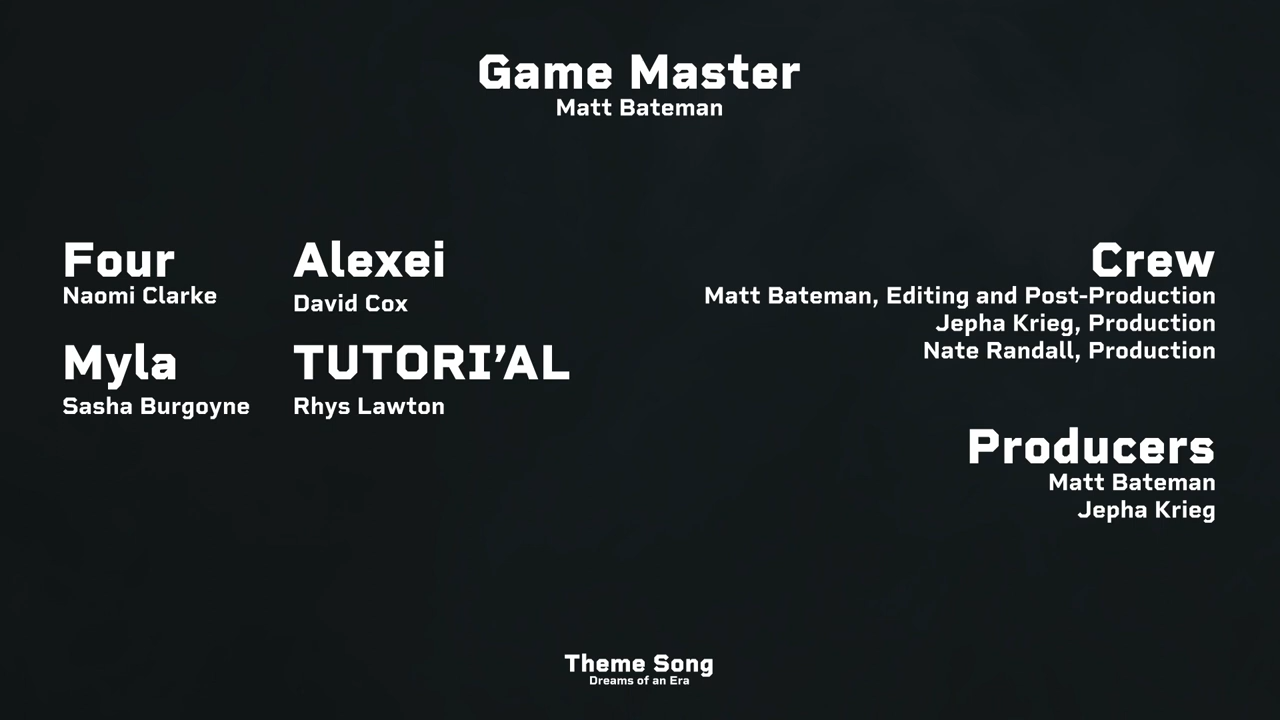 Game Master
Matt Bateman
Four
Naomi Clarke
Alexei
David Cox
Myla
Sasha Burgoyne
TUTORI’AL
Rhys Lawton
Crew
Matt Bateman, Editing and Post-Production
Jepha Krieg, Production
Nate Randall, Production
Producers
Matt Bateman
Jepha Krieg
Theme Song
Dreams of an Era